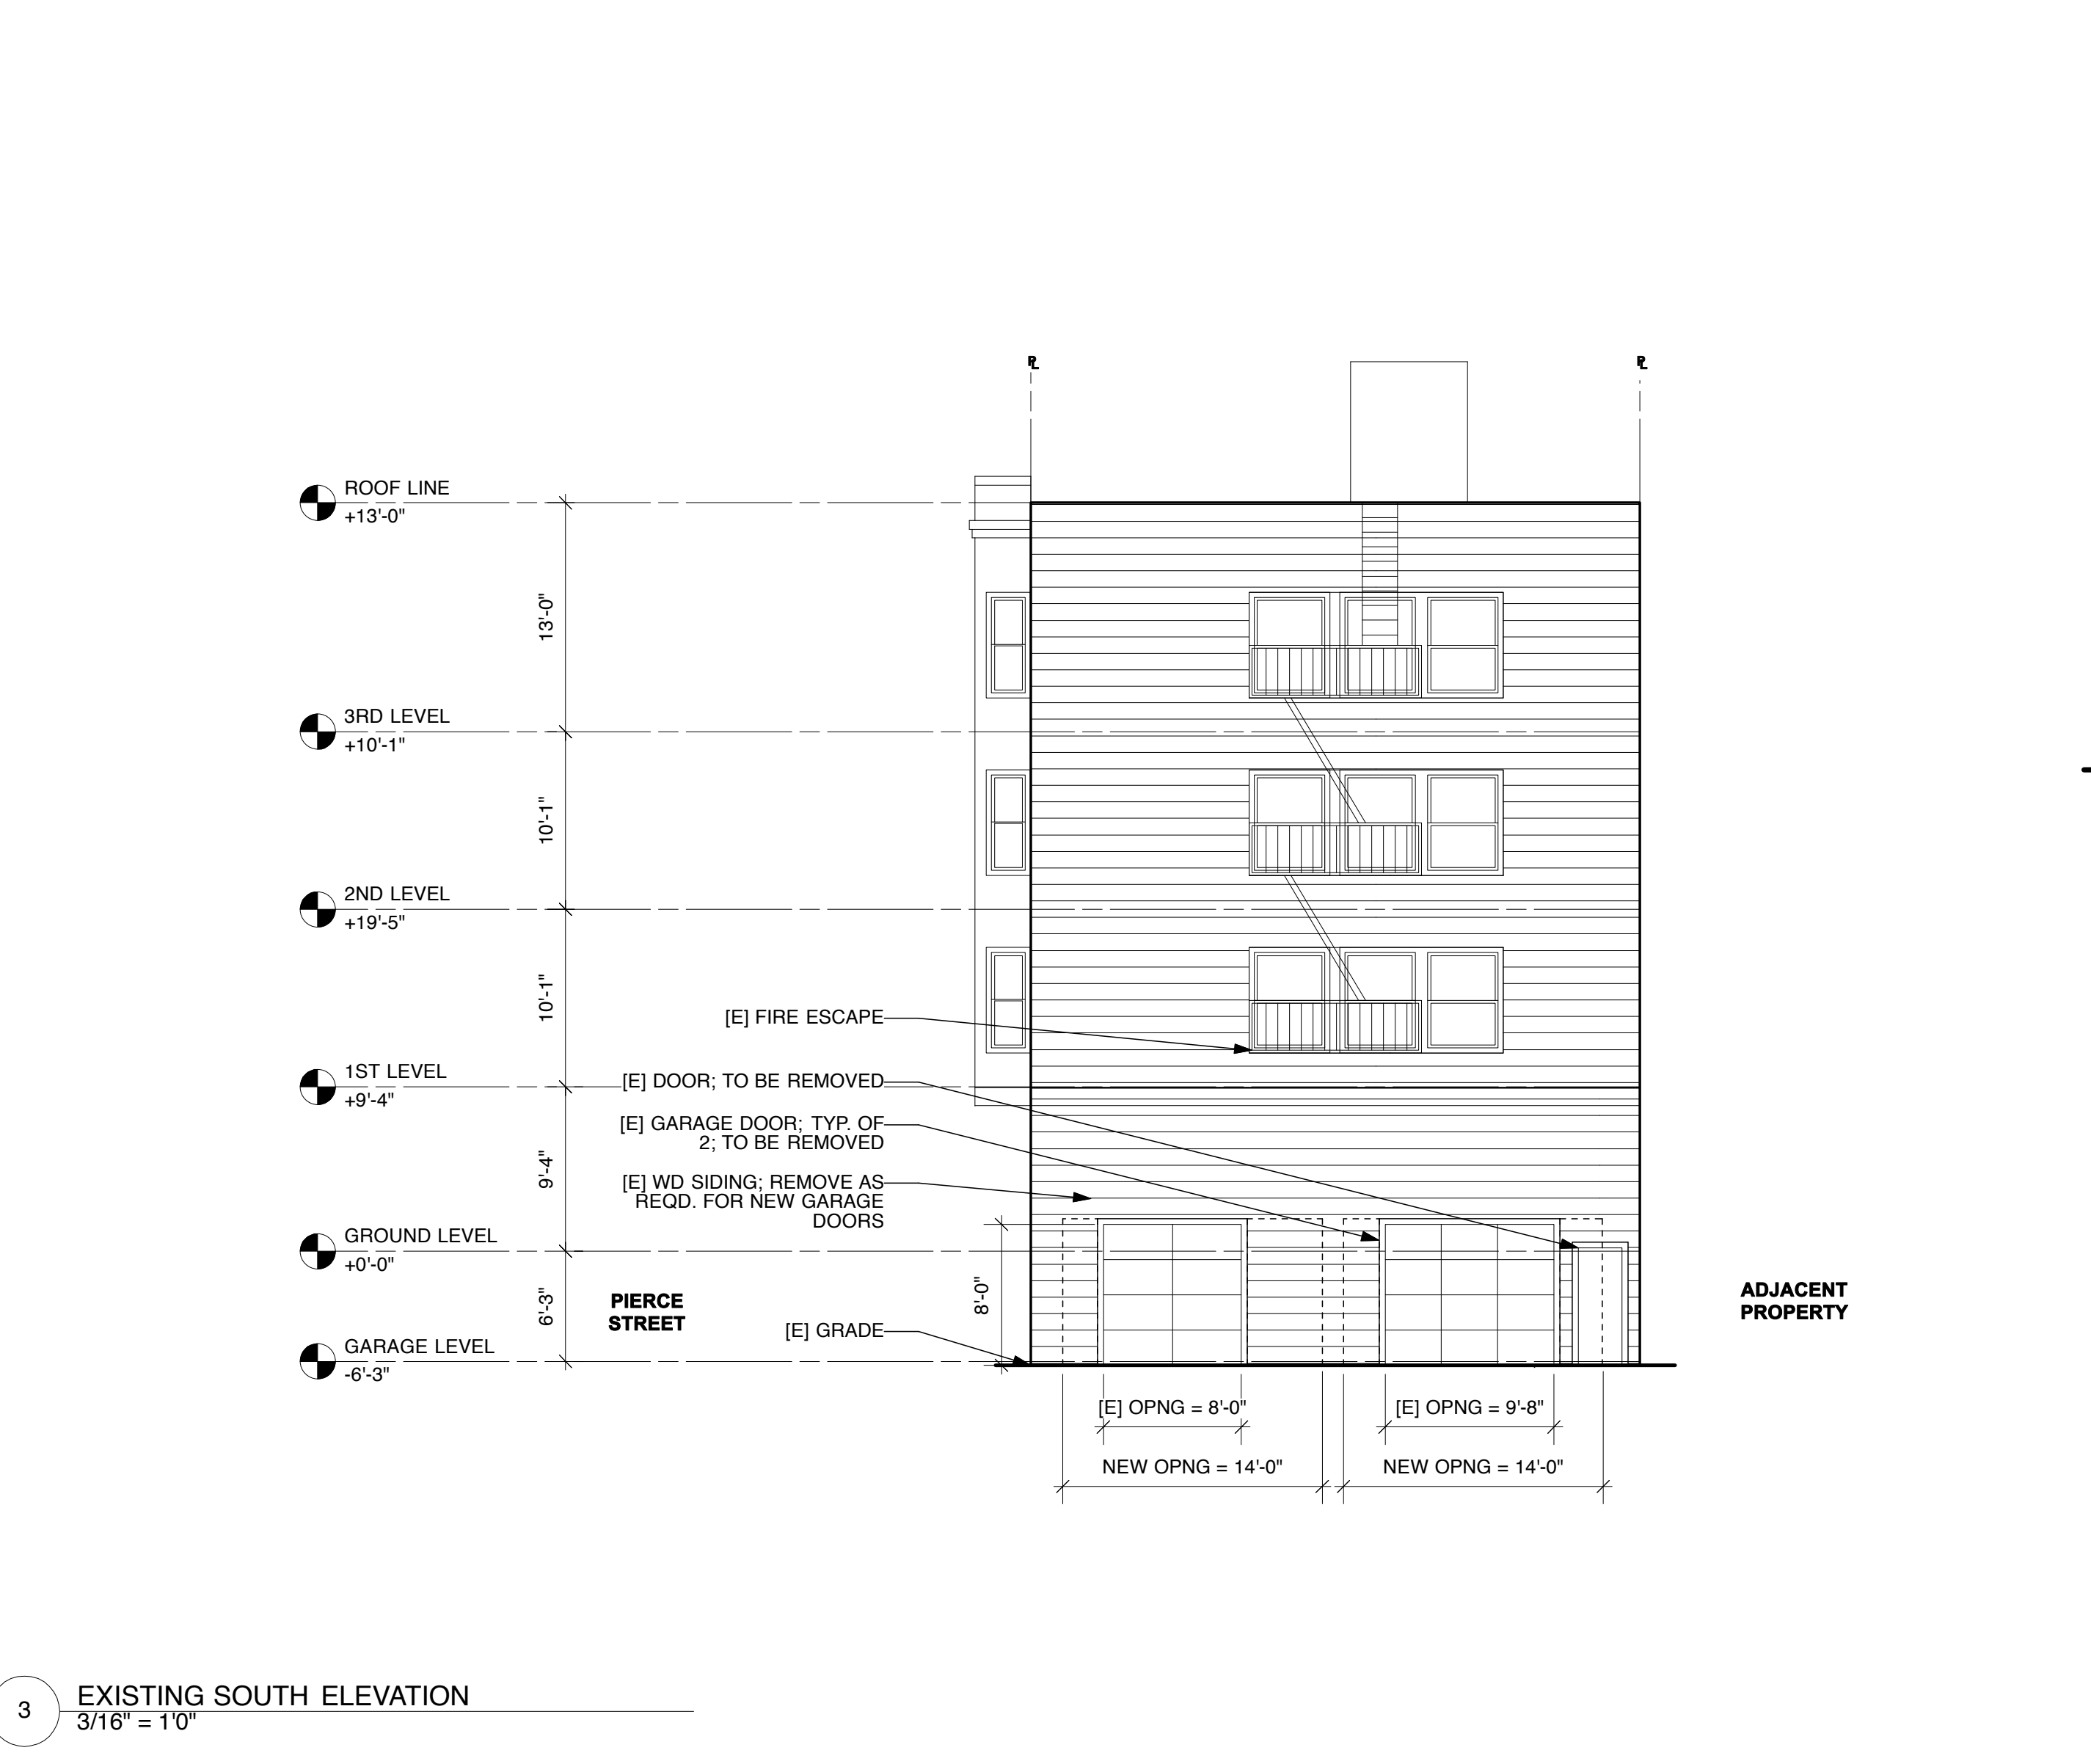 ℄
℄
ROOF LINE
+13'-0"
13'-0"
3RD LEVEL
+10'-1"
10'-1"
2ND LEVEL
+19'-5"
10'-1"
[E] FIRE ESCAPE
1ST LEVEL
+9'-4"
[E] DOOR; TO BE REMOVED
[E] GARAGE DOOR; TYP. OF
2; TO BE REMOVED
9'-4"
[E] WD SIDING; REMOVE AS
REQD. FOR NEW GARAGE
DOORS
GROUND LEVEL
+0'-0"
6'-3"
PIERCE
STREET
8'-0"
ADJACENT
PROPERTY
[E] GRADE
GARAGE LEVEL
-6'-3"
[E] OPNG = 8'-0"
[E] OPNG = 9'-8"
NEW OPNG = 14'-0"
NEW OPNG = 14'-0"
3
EXISTING SOUTH ELEVATION
3/16" = 1'0"